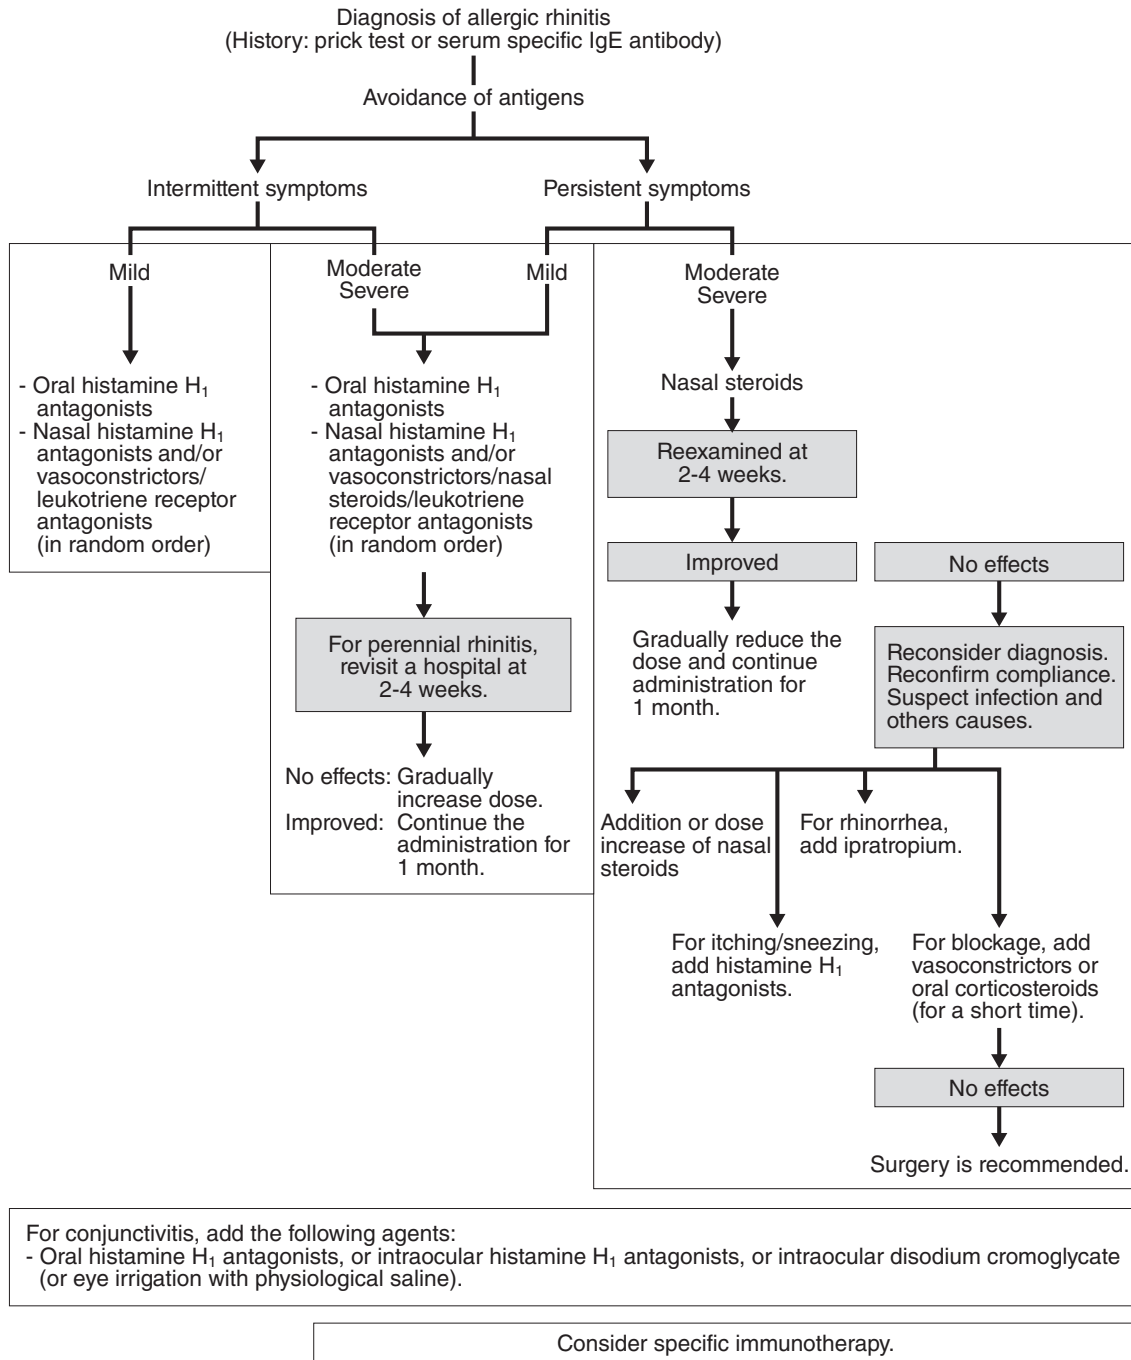 Diagnosis of allergic rhinitis
(History: prick test or serum specific IgE antibody)
Avoidance of antigens
Intermittent symptoms
Persistent symptoms
Mild
Moderate
Severe
Mild
Moderate
Severe
- Oral histamine H₁
antagonists
- Nasal histamine H₁
antagonists and/or
vasoconstrictors/
leukotriene receptor
antagonists
(in random order)
- Oral histamine H₁
antagonists
- Nasal histamine H₁
antagonists and/or
vasoconstrictors/nasal
steroids/leukotriene
receptor antagonists
(in random order)
For perennial rhinitis,
revisit a hospital at
2-4 weeks.
No effects: Gradually
increase dose.
Improved: Continue the
administration for
1 month.
Nasal steroids
Reexamined at
2-4 weeks.
Improved
Gradually reduce the
dose and continue
administration for
1 month.
No effects
Reconsider diagnosis.
Reconfirm compliance.
Suspect infection and
others causes.
Addition or dose
increase of nasal
steroids
For rhinorrhea,
add ipratropium.
For itching/sneezing,
add histamine H₁
antagonists.
For blockage, add
vasoconstrictors or
oral corticosteroids
(for a short time).
No effects
Surgery is recommended.
For conjunctivitis, add the following agents:
- Oral histamine H₁ antagonists, or intraocular histamine H₁ antagonists, or intraocular disodium cromoglycate
(or eye irrigation with physiological saline).
Consider specific immunotherapy.